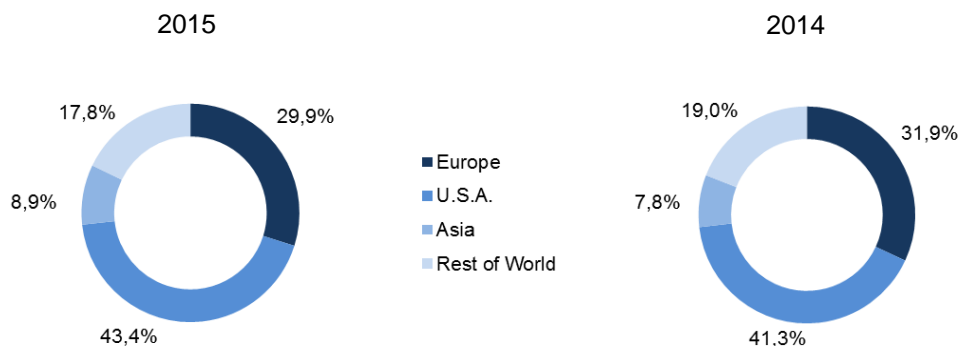 2015
2014
17,8%
29,9%
19,0%
31,9%
Europe
U.S.A.
Asia
Rest of World
8,9%
7,8%
43,4%
41,3%